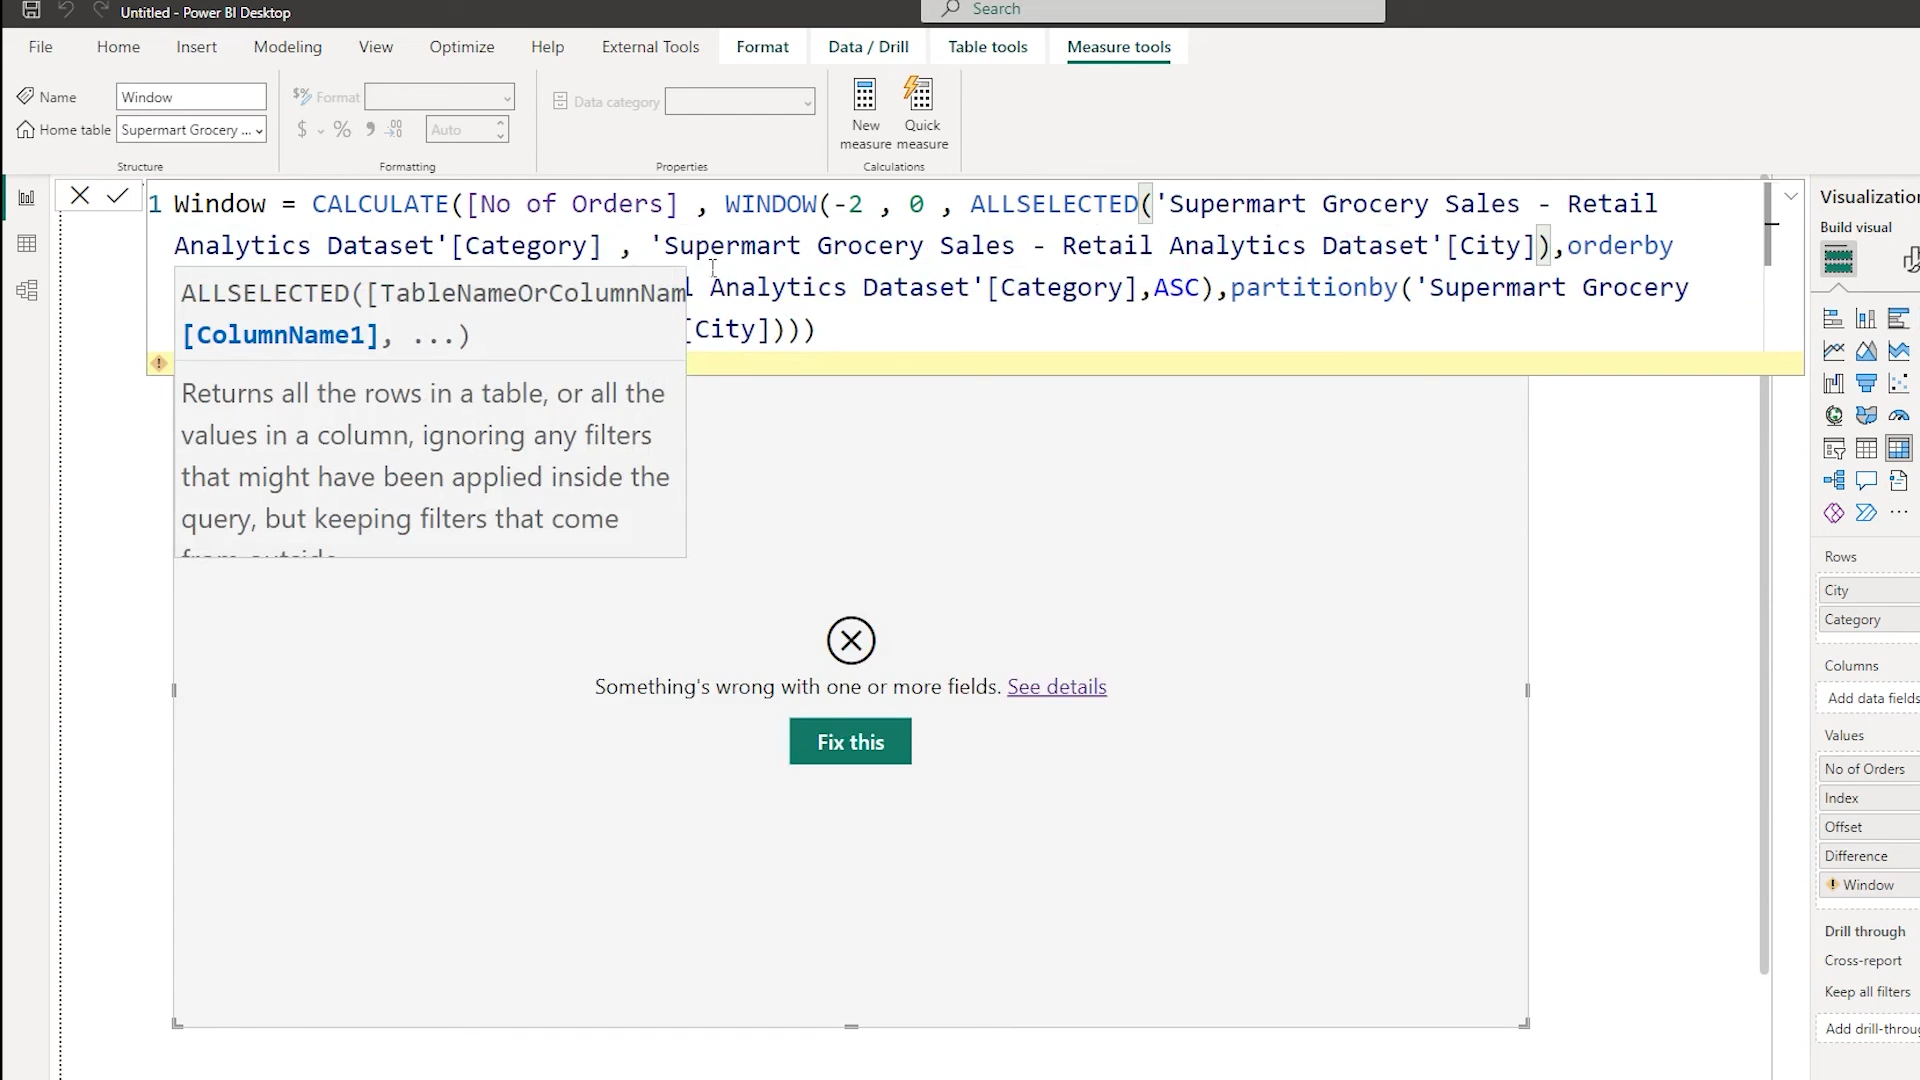 Untitled - Power BI Desktop
Search
File Home Insert Modeling View Optimize Help External Tools Format Data / Drill Table tools Measure tools
Name Window
Home table Supermart Grocery ...
Structure
$% Format
$ % Auto
Formatting
Data category
Properties
New measure
Quick measure
Calculations
1 Window = CALCULATE([No of Orders] , WINDOW(-2 , 0 , ALLSELECTED('Supermart Grocery Sales - Retail
Analytics Dataset'[Category] , 'Supermart Grocery Sales - Retail Analytics Dataset'[City]),orderby
l Analytics Dataset'[Category],ASC),partitionby('Supermart Grocery
[City])))
ALLSELECTED([TableNameOrColumnNam
[ColumnName1], ...)
Returns all the rows in a table, or all the
values in a column, ignoring any filters
that might have been applied inside the
query, but keeping filters that come
from outside.
Something's wrong with one or more fields. See details
Fix this
Visualization
Build visual
Rows
City
Category
Columns
Add data fields
Values
No of Orders
Index
Offset
Difference
Window
Drill through
Cross-report
Keep all filters
Add drill-throug